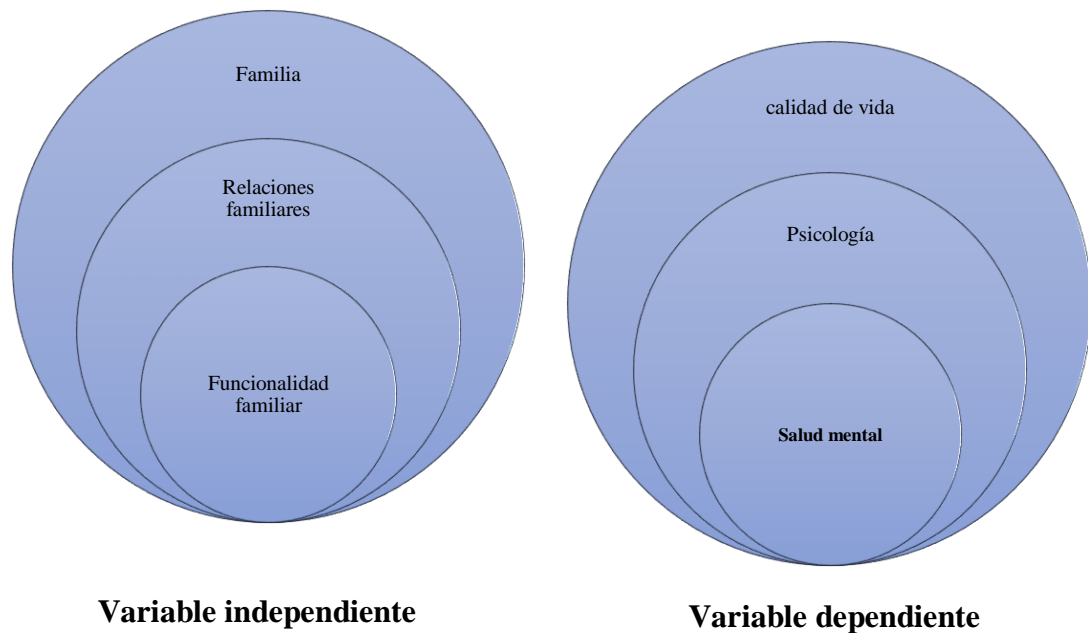 Familia
Relaciones
familiares
Funcionalidad
familiar
Variable independiente
calidad de vida
Psicología
Salud mental
Variable dependiente